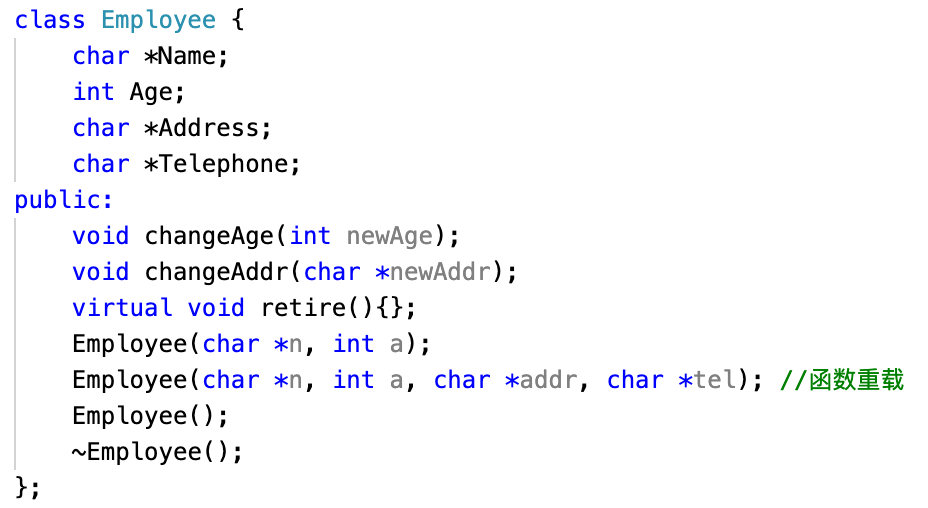 class Employee {
    char *Name;
    int Age;
    char *Address;
    char *Telephone;
public:
    void changeAge(int newAge);
    void changeAddr(char *newAddr);
    virtual void retire(){};
    Employee(char *n, int a);
    Employee(char *n, int a, char *addr, char *tel); //函数重载
    Employee();
    ~Employee();
};